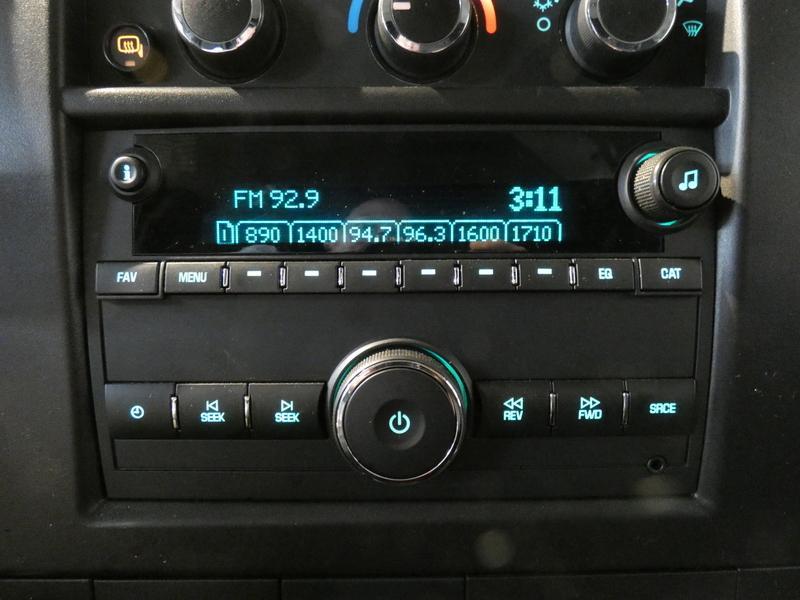 i
FM 92.9 3:11
1 890 1400 94.7 96.3 1600 1710
FAV MENU EQ CAT
SEEK SEEK REV FWD SRCE